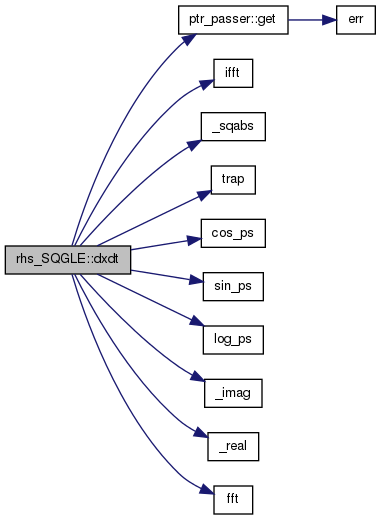 ptr_passer::get
err
ifft
_sqabs
trap
cos_ps
rhs_SQGLE::dxdt
sin_ps
log_ps
_imag
_real
fft